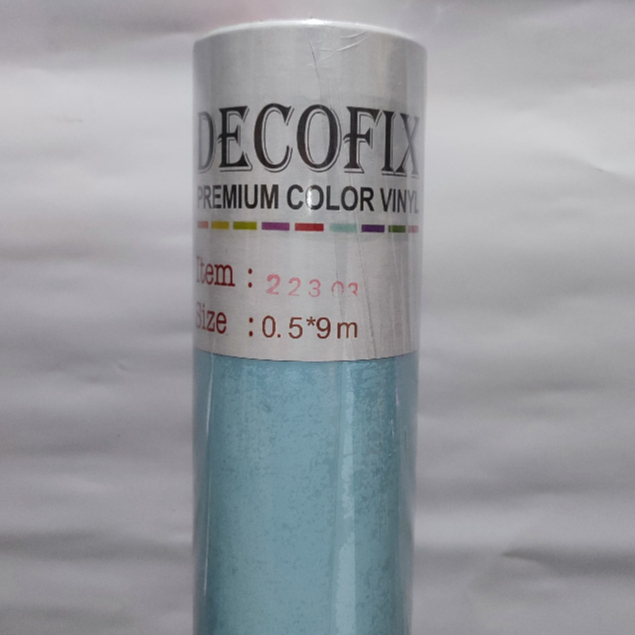 DECOFIX
PREMIUM COLOR VINYL
Item : 22303
Size : 0.5*9m